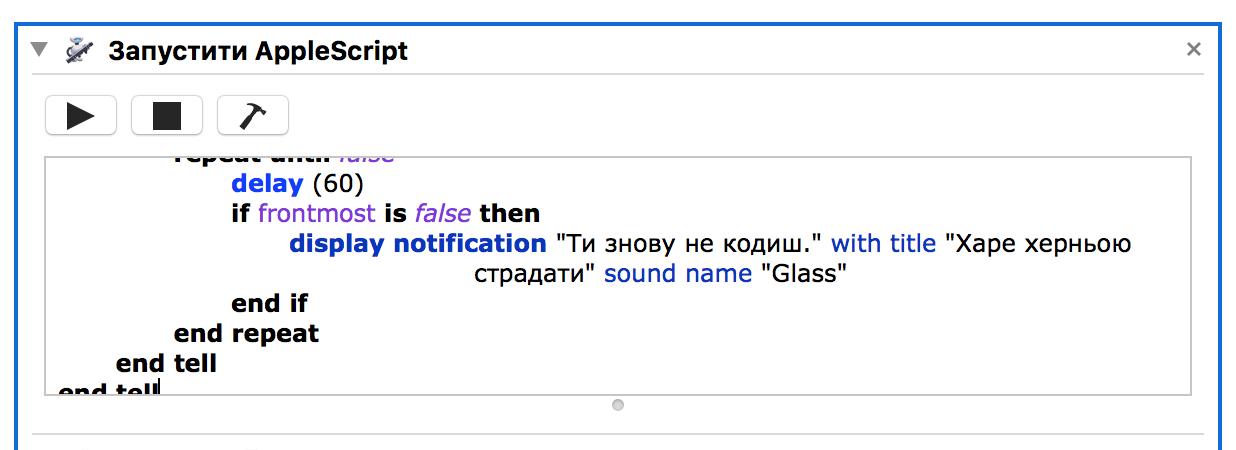 Запустити AppleScript
repeat until false
delay (60)
if frontmost is false then
display notification "Ти знову не кодиш." with title "Харе херньою
страдати" sound name "Glass"
end if
end repeat
end tell
end tell